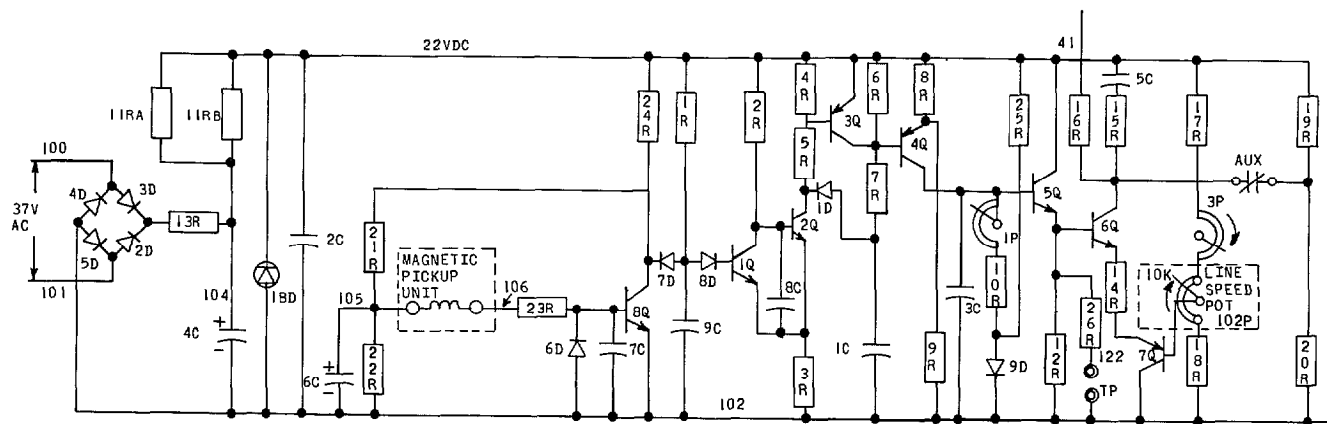 41
22VDC
11RA
11RB
24R
1R
2R
4R
6R
8R
25R
16R
5C
15R
17R
19R
100
37V
AC
4D
3D
5D
2D
13R
101
104
4C
1BD
2C
21R
105
MAGNETIC
PICKUP
UNIT
106
23R
22R
6C
6D
7C
8Q
7D
9C
8D
1Q
8C
2Q
3R
5R
3Q
1D
7R
1C
4Q
9R
3C
1P
10R
9D
5Q
12R
26R
122
TP
6Q
14R
7Q
AUX
3P
10K
LINE
SPEED
POT
102P
18R
20R
102